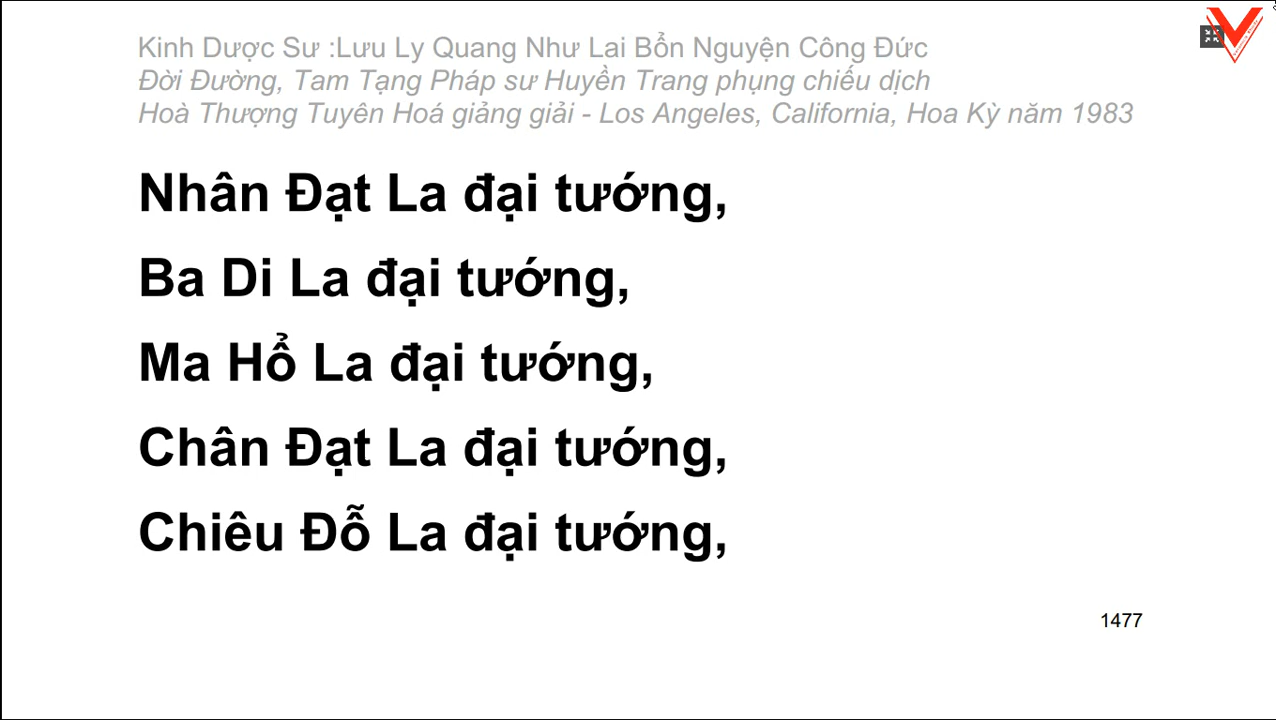 Kinh Dược Sư :Lưu Ly Quang Như Lai Bổn Nguyện Công Đức
Đời Đường, Tam Tạng Pháp sư Huyền Trang phụng chiếu dịch
Hoà Thượng Tuyên Hoá giảng giải - Los Angeles, California, Hoa Kỳ năm 1983
Nhân Đạt La đại tướng,
Ba Di La đại tướng,
Ma Hổ La đại tướng,
Chân Đạt La đại tướng,
Chiêu Đỗ La đại tướng,
1477